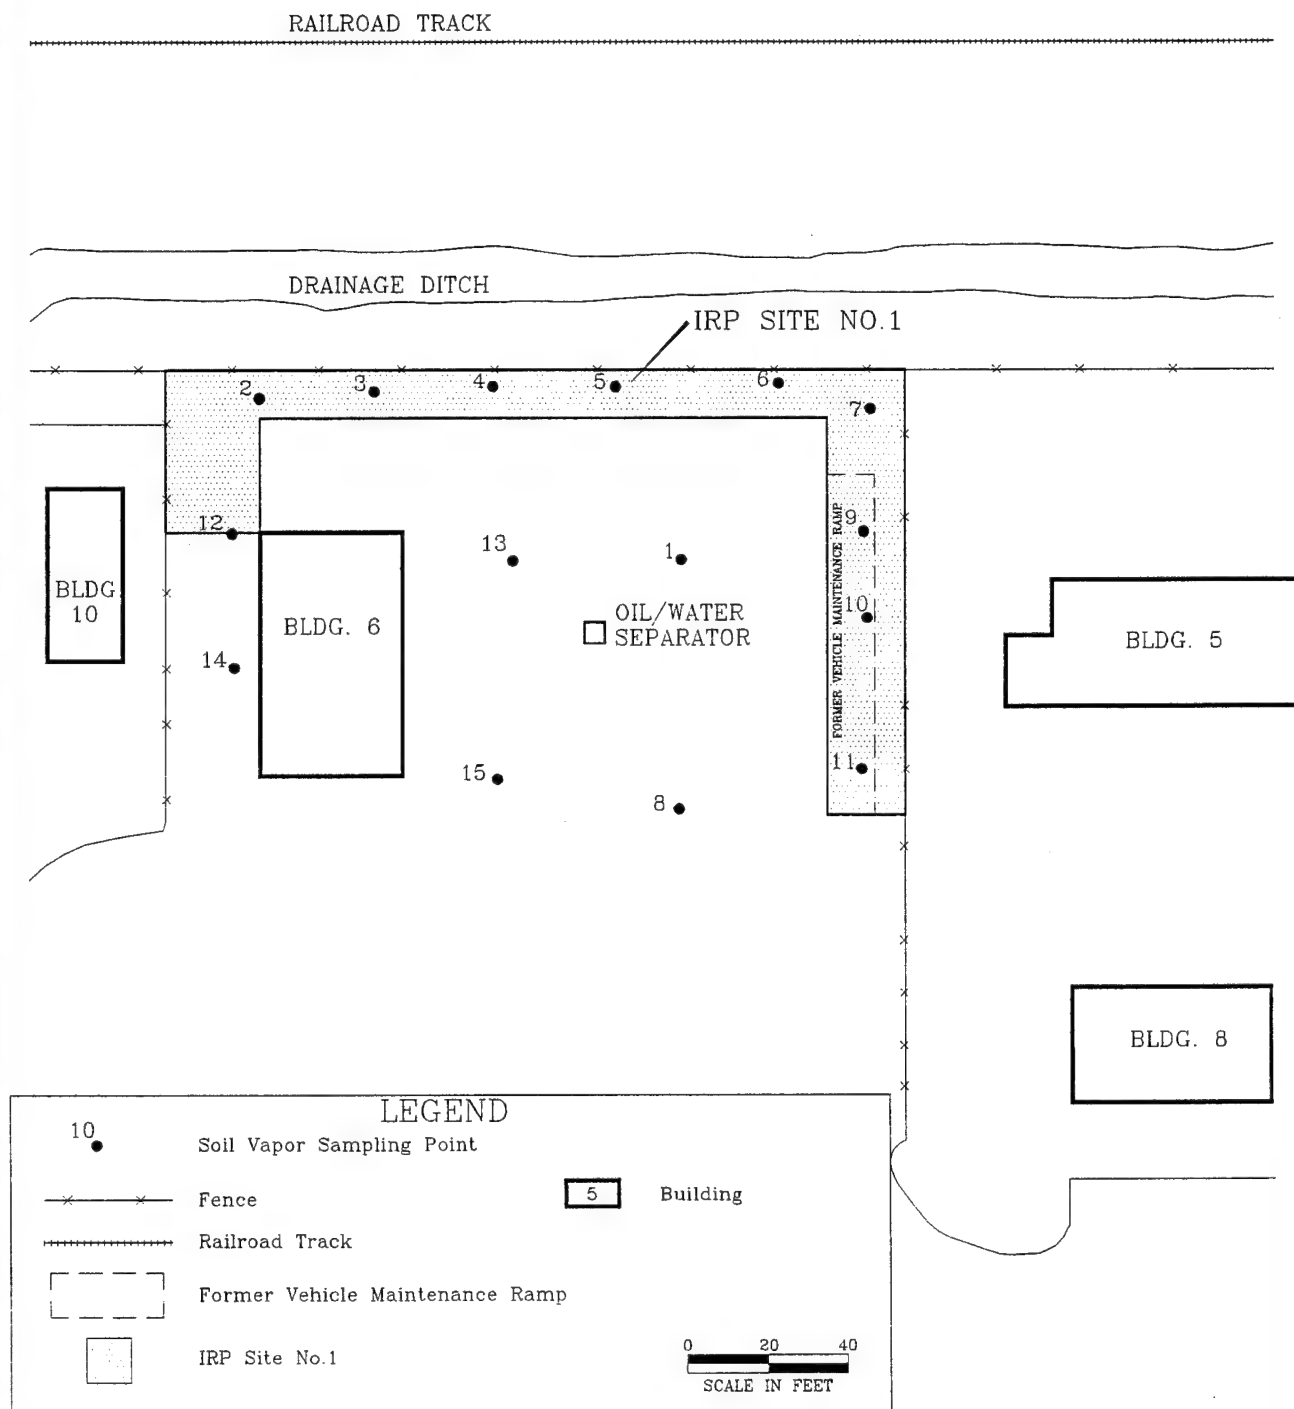 RAILROAD TRACK
DRAINAGE DITCH
IRP SITE NO.1
2
3
4
5
6
7
12
13
1
9
BLDG
10
BLDG. 6
OIL/WATER
SEPARATOR
10
FORMER VEHICLE MAINTENANCE RAMP
BLDG. 5
14
15
8
11
BLDG. 8
LEGEND
10
Soil Vapor Sampling Point
Fence
5
Building
Railroad Track
Former Vehicle Maintenance Ramp
IRP Site No.1
0 20 40
SCALE IN FEET